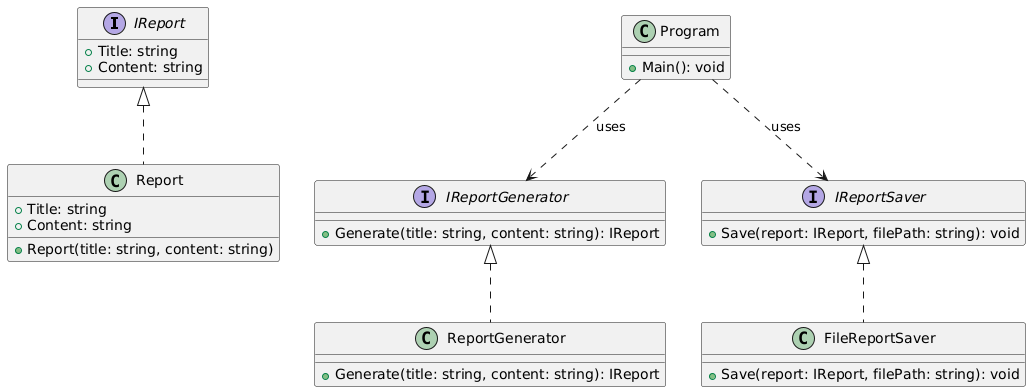 I IReport
+ Title: string
+ Content: string
C Program
+ Main(): void
uses
uses
C Report
+ Title: string
+ Content: string
+ Report(title: string, content: string)
I IReportGenerator
+ Generate(title: string, content: string): IReport
I IReportSaver
+ Save(report: IReport, filePath: string): void
C ReportGenerator
+ Generate(title: string, content: string): IReport
C FileReportSaver
+ Save(report: IReport, filePath: string): void